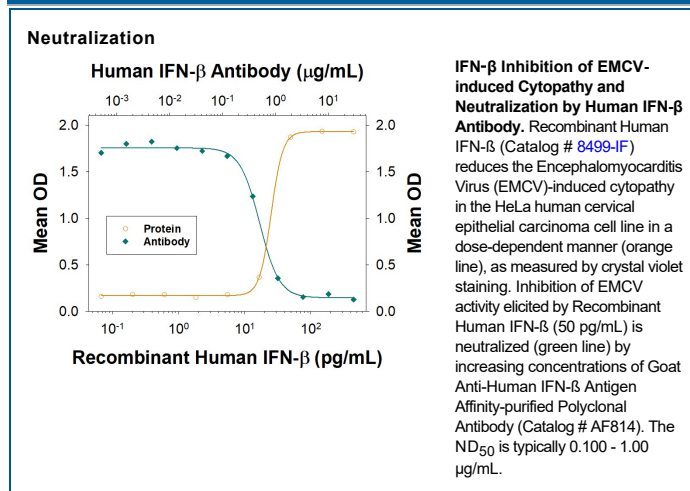 Neutralization
Human IFN-β Antibody (μg/mL)
10-3 10-2 10-1 100 101
2.0 2.0
1.5 1.5
1.0 1.0
0.5 0.5
0.0 0.0
Mean OD
Mean OD
Protein
Antibody
10-1 100 101 102
Recombinant Human IFN-β (pg/mL)
IFN-β Inhibition of EMCV-
induced Cytopathy and
Neutralization by Human IFN-β
Antibody. Recombinant Human
IFN-ß (Catalog # 8499-IF)
reduces the Encephalomyocarditis
Virus (EMCV)-induced cytopathy
in the HeLa human cervical
epithelial carcinoma cell line in a
dose-dependent manner (orange
line), as measured by crystal violet
staining. Inhibition of EMCV
activity elicited by Recombinant
Human IFN-ß (50 pg/mL) is
neutralized (green line) by
increasing concentrations of Goat
Anti-Human IFN-ß Antigen
Affinity-purified Polyclonal
Antibody (Catalog # AF814). The
ND50 is typically 0.100 - 1.00
µg/mL.